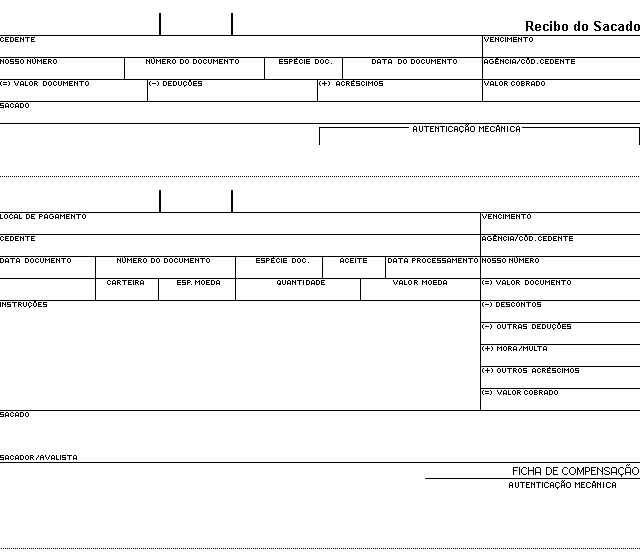 Recibo do Sacado
CEDENTE VENCIMENTO
NOSSO NÚMERO NÚMERO DO DOCUMENTO ESPÉCIE DOC. DATA DO DOCUMENTO AGÊNCIA/CÓD.CEDENTE
(=) VALOR DOCUMENTO (-) DEDUÇÕES (+) ACRÉSCIMOS VALOR COBRADO
SACADO
AUTENTICAÇÃO MECÂNICA
LOCAL DE PAGAMENTO VENCIMENTO
CEDENTE AGÊNCIA/CÓD.CEDENTE
DATA DOCUMENTO NÚMERO DO DOCUMENTO ESPÉCIE DOC. ACEITE DATA PROCESSAMENTO NOSSO NÚMERO
CARTEIRA ESP. MOEDA QUANTIDADE VALOR MOEDA (=) VALOR DOCUMENTO
INSTRUÇÕES (-) DESCONTOS
(-) OUTRAS DEDUÇÕES
(+) MORA/MULTA
(+) OUTROS ACRÉSCIMOS
(=) VALOR COBRADO
SACADO
SACADOR/AVALISTA
FICHA DE COMPENSAÇÃO
AUTENTICAÇÃO MECÂNICA